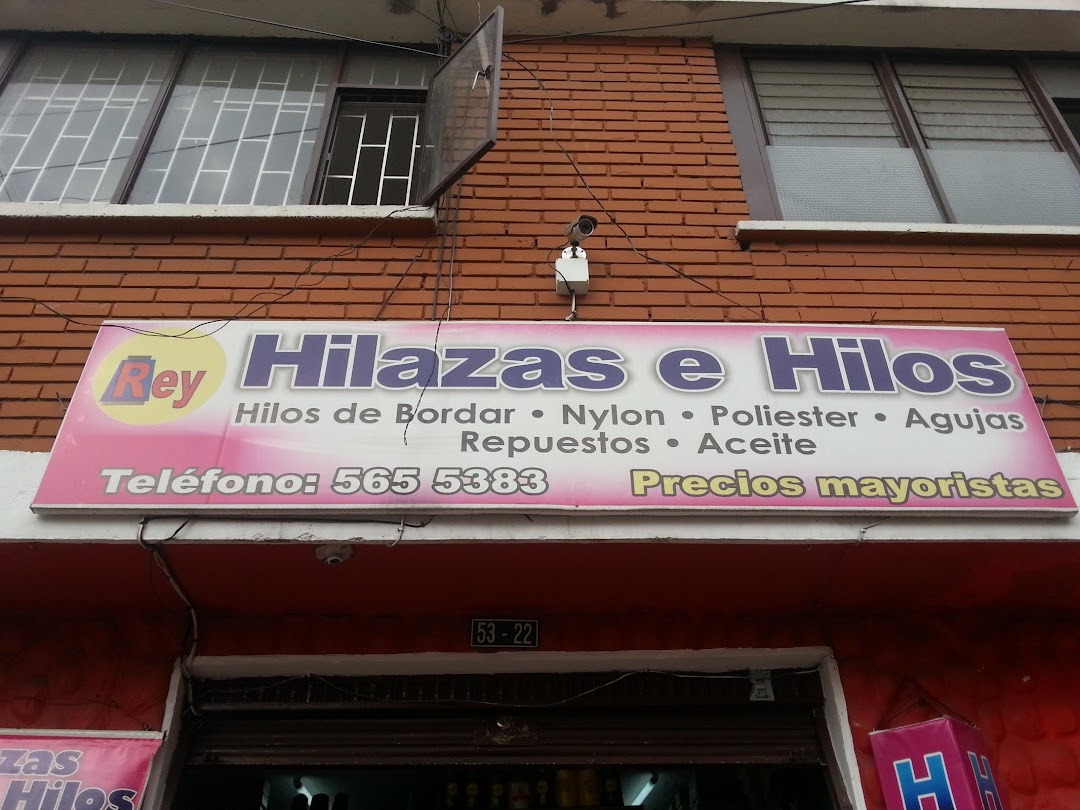 Rey
Hilazas e Hilos
Hilos de Bordar • Nylon • Poliester • Agujas
Repuestos • Aceite
Teléfono: 565 5383
Precios mayoristas
53 - 22
zas
Hilos
H
H